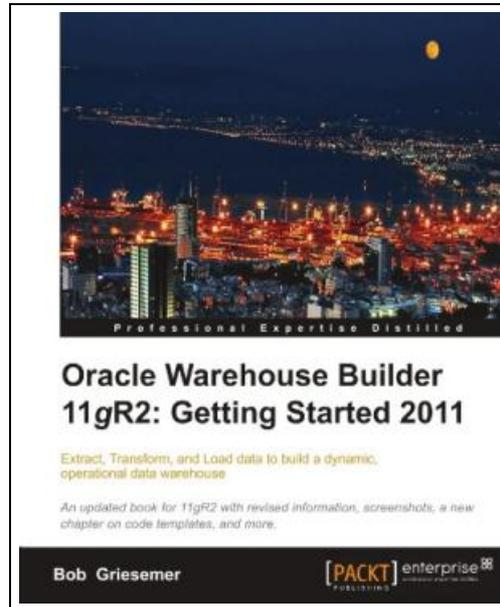 Professional Expertise Distilled
Oracle Warehouse Builder
11gR2: Getting Started 2011
Extract, Transform, and Load data to build a dynamic,
operational data warehouse
An updated book for 11gR2 with revised information, screenshots, a new
chapter on code templates, and more.
Bob Griesemer
[PACKT] enterprise
PUBLISHING